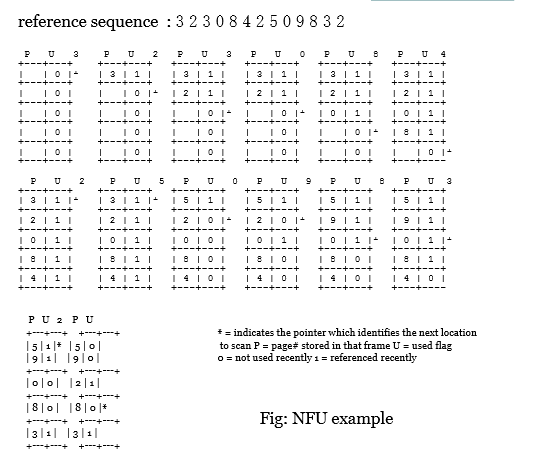 reference sequence : 3 2 3 0 8 4 2 5 0 9 8 3 2
P U 3 P U 2 P U 3 P U 0 P U 8 P U 4
| | 0 |* | 3 | 1 | | 3 | 1 | | 3 | 1 | | 3 | 1 | | 3 | 1 |
| | 0 | | | 0 |* | 2 | 1 | | 2 | 1 | | 2 | 1 | | 2 | 1 |
| | 0 | | | 0 | | | 0 |* | | 0 |* | 0 | 1 | | 0 | 1 |
| | 0 | | | 0 | | | 0 | | | 0 | | | 0 |* | 8 | 1 |
| | 0 | | | 0 | | | 0 | | | 0 | | | 0 | | | 0 |*
P U 2 P U 5 P U 0 P U 9 P U 8 P U 3
| 3 | 1 |* | 3 | 1 |* | 5 | 1 | | 5 | 1 | | 5 | 1 | | 5 | 1 |
| 2 | 1 | | 2 | 1 | | 2 | 0 |* | 2 | 0 |* | 9 | 1 | | 9 | 1 |
| 0 | 1 | | 0 | 1 | | 0 | 0 | | 0 | 1 | | 0 | 1 |* | 0 | 1 |*
| 8 | 1 | | 8 | 1 | | 8 | 0 | | 8 | 0 | | 8 | 0 | | 8 | 1 |
| 4 | 1 | | 4 | 1 | | 4 | 0 | | 4 | 0 | | 4 | 0 | | 4 | 0 |
P U 2 P U
|5|1|* |5|0|
|9|1| |9|0|
|0|0| |2|1|
|8|0| |8|0|*
|3|1| |3|1|
* = indicates the pointer which identifies the next location
to scan P = page# stored in that frame U = used flag
0 = not used recently 1 = referenced recently
Fig: NFU example